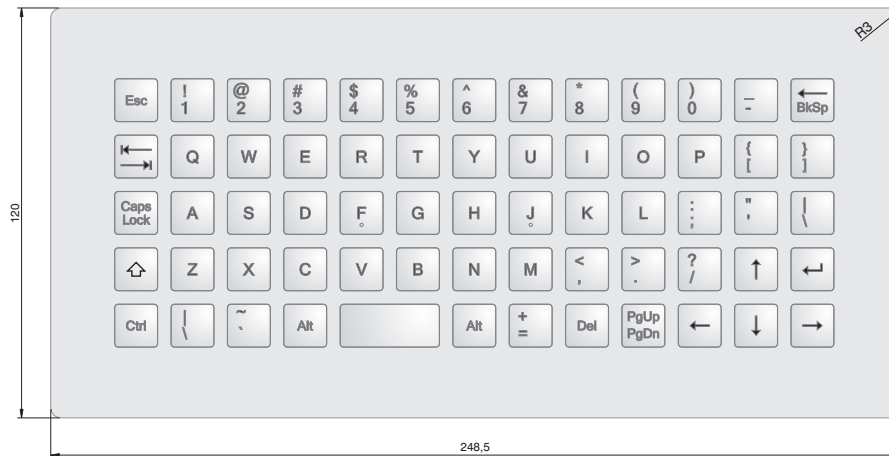 R3
Esc ! 1 @ 2 # 3 $ 4 % 5 ^ 6 & 7 * 8 ( 9 ) 0 _ - BkSp
Q W E R T Y U I O P { [ } ]
Caps Lock A S D F G H J K L : ; " ' | \
Z X C V B N M < , > . ? /
Ctrl | \ ~ ` Alt Alt + = Del PgUp PgDn
120
248,5